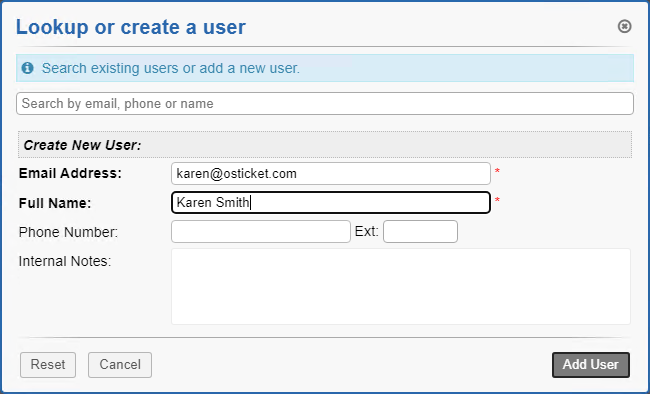 Lookup or create a user
Search existing users or add a new user.
Search by email, phone or name
Create New User:
Email Address: karen@osticket.com *
Full Name: Karen Smith *
Phone Number: Ext:
Internal Notes:
Reset Cancel Add User